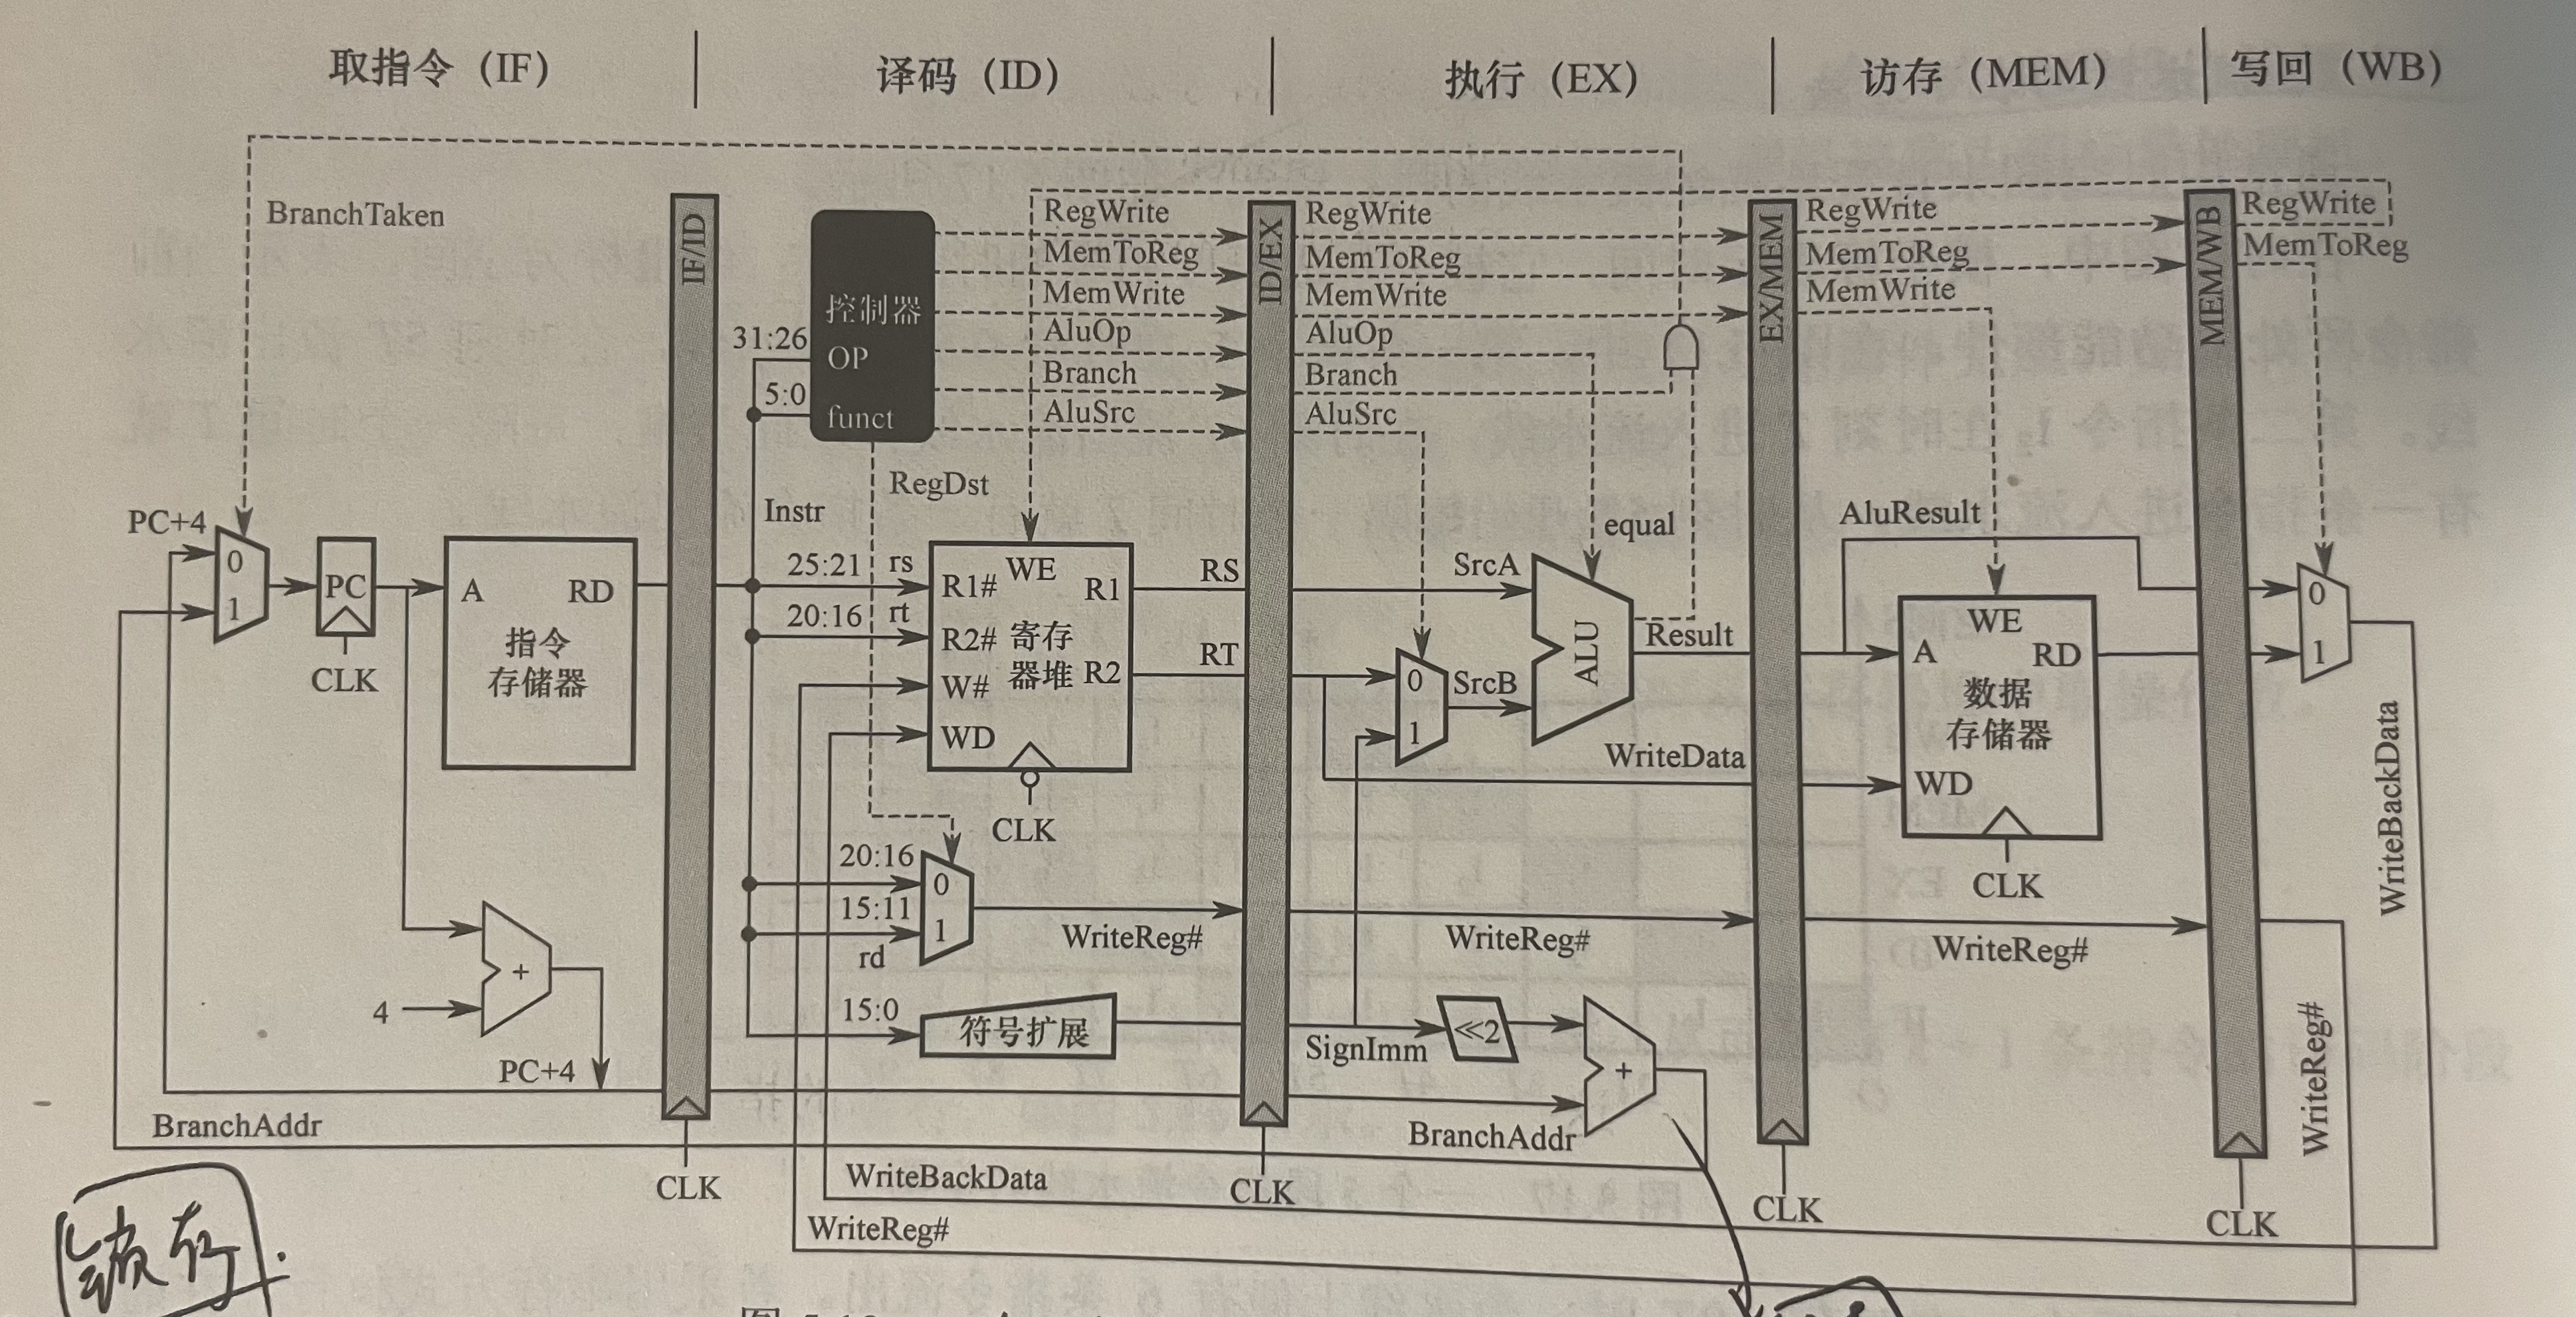 取指令（IF）
译码（ID）
执行（EX）
访存（MEM）
写回（WB）
BranchTaken
IF/ID
控制器
OP
funct
31:26
5:0
RegWrite
MemToReg
MemWrite
AluOp
Branch
AluSrc
ID/EX
RegWrite
MemToReg
MemWrite
AluOp
Branch
AluSrc
EX/MEM
RegWrite
MemToReg
MemWrite
MEM/WB
RegWrite
MemToReg
RegDst
Instr
PC+4
0
1
PC
CLK
A
RD
指令
存储器
25:21 rs
20:16 rt
R1#
WE
R1
R2#
寄存
器堆
R2
W#
WD
CLK
RS
RT
SrcA
0
1
SrcB
ALU
equal
Result
WriteData
AluResult
WE
A
RD
数据
存储器
WD
CLK
0
1
WriteBackData
20:16
0
15:11
1
rd
WriteReg#
WriteReg#
WriteReg#
WriteReg#
+
4
PC+4
15:0
符号扩展
SignImm
≪2
+
BranchAddr
BranchAddr
CLK
CLK
CLK
CLK
WriteBackData
WriteReg#